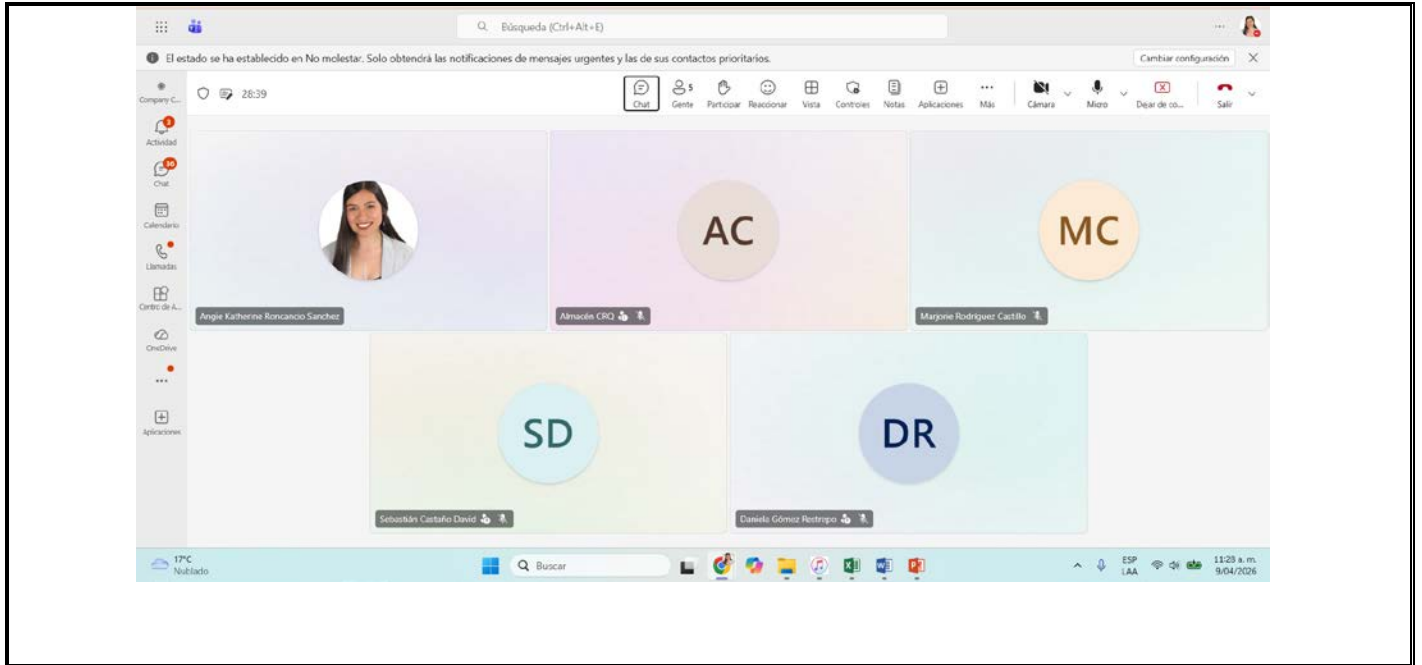 Búsqueda (Ctrl+Alt+E)
El estado se ha establecido en No molestar. Solo obtendrá las notificaciones de mensajes urgentes y las de sus contactos prioritarios.
Cambiar configuración
Company C...
28:39
Chat
5
Gente
Participar
Reaccionar
Vista
Controles
Notas
Aplicaciones
Más
Cámara
Micro
Dejar de co...
Salir
3
Actividad
36
Chat
Calendario
Llamadas
Centro de A...
OneDrive
Aplicaciones
Angie Katherine Roncancio Sanchez
AC
Almacén CRQ
MC
Marjorie Rodriguez Castillo
SD
Sebastián Castaño David
DR
Daniela Gómez Restrepo
17°C
Nublado
Buscar
ESP
LAA
11:23 a. m.
9/04/2026